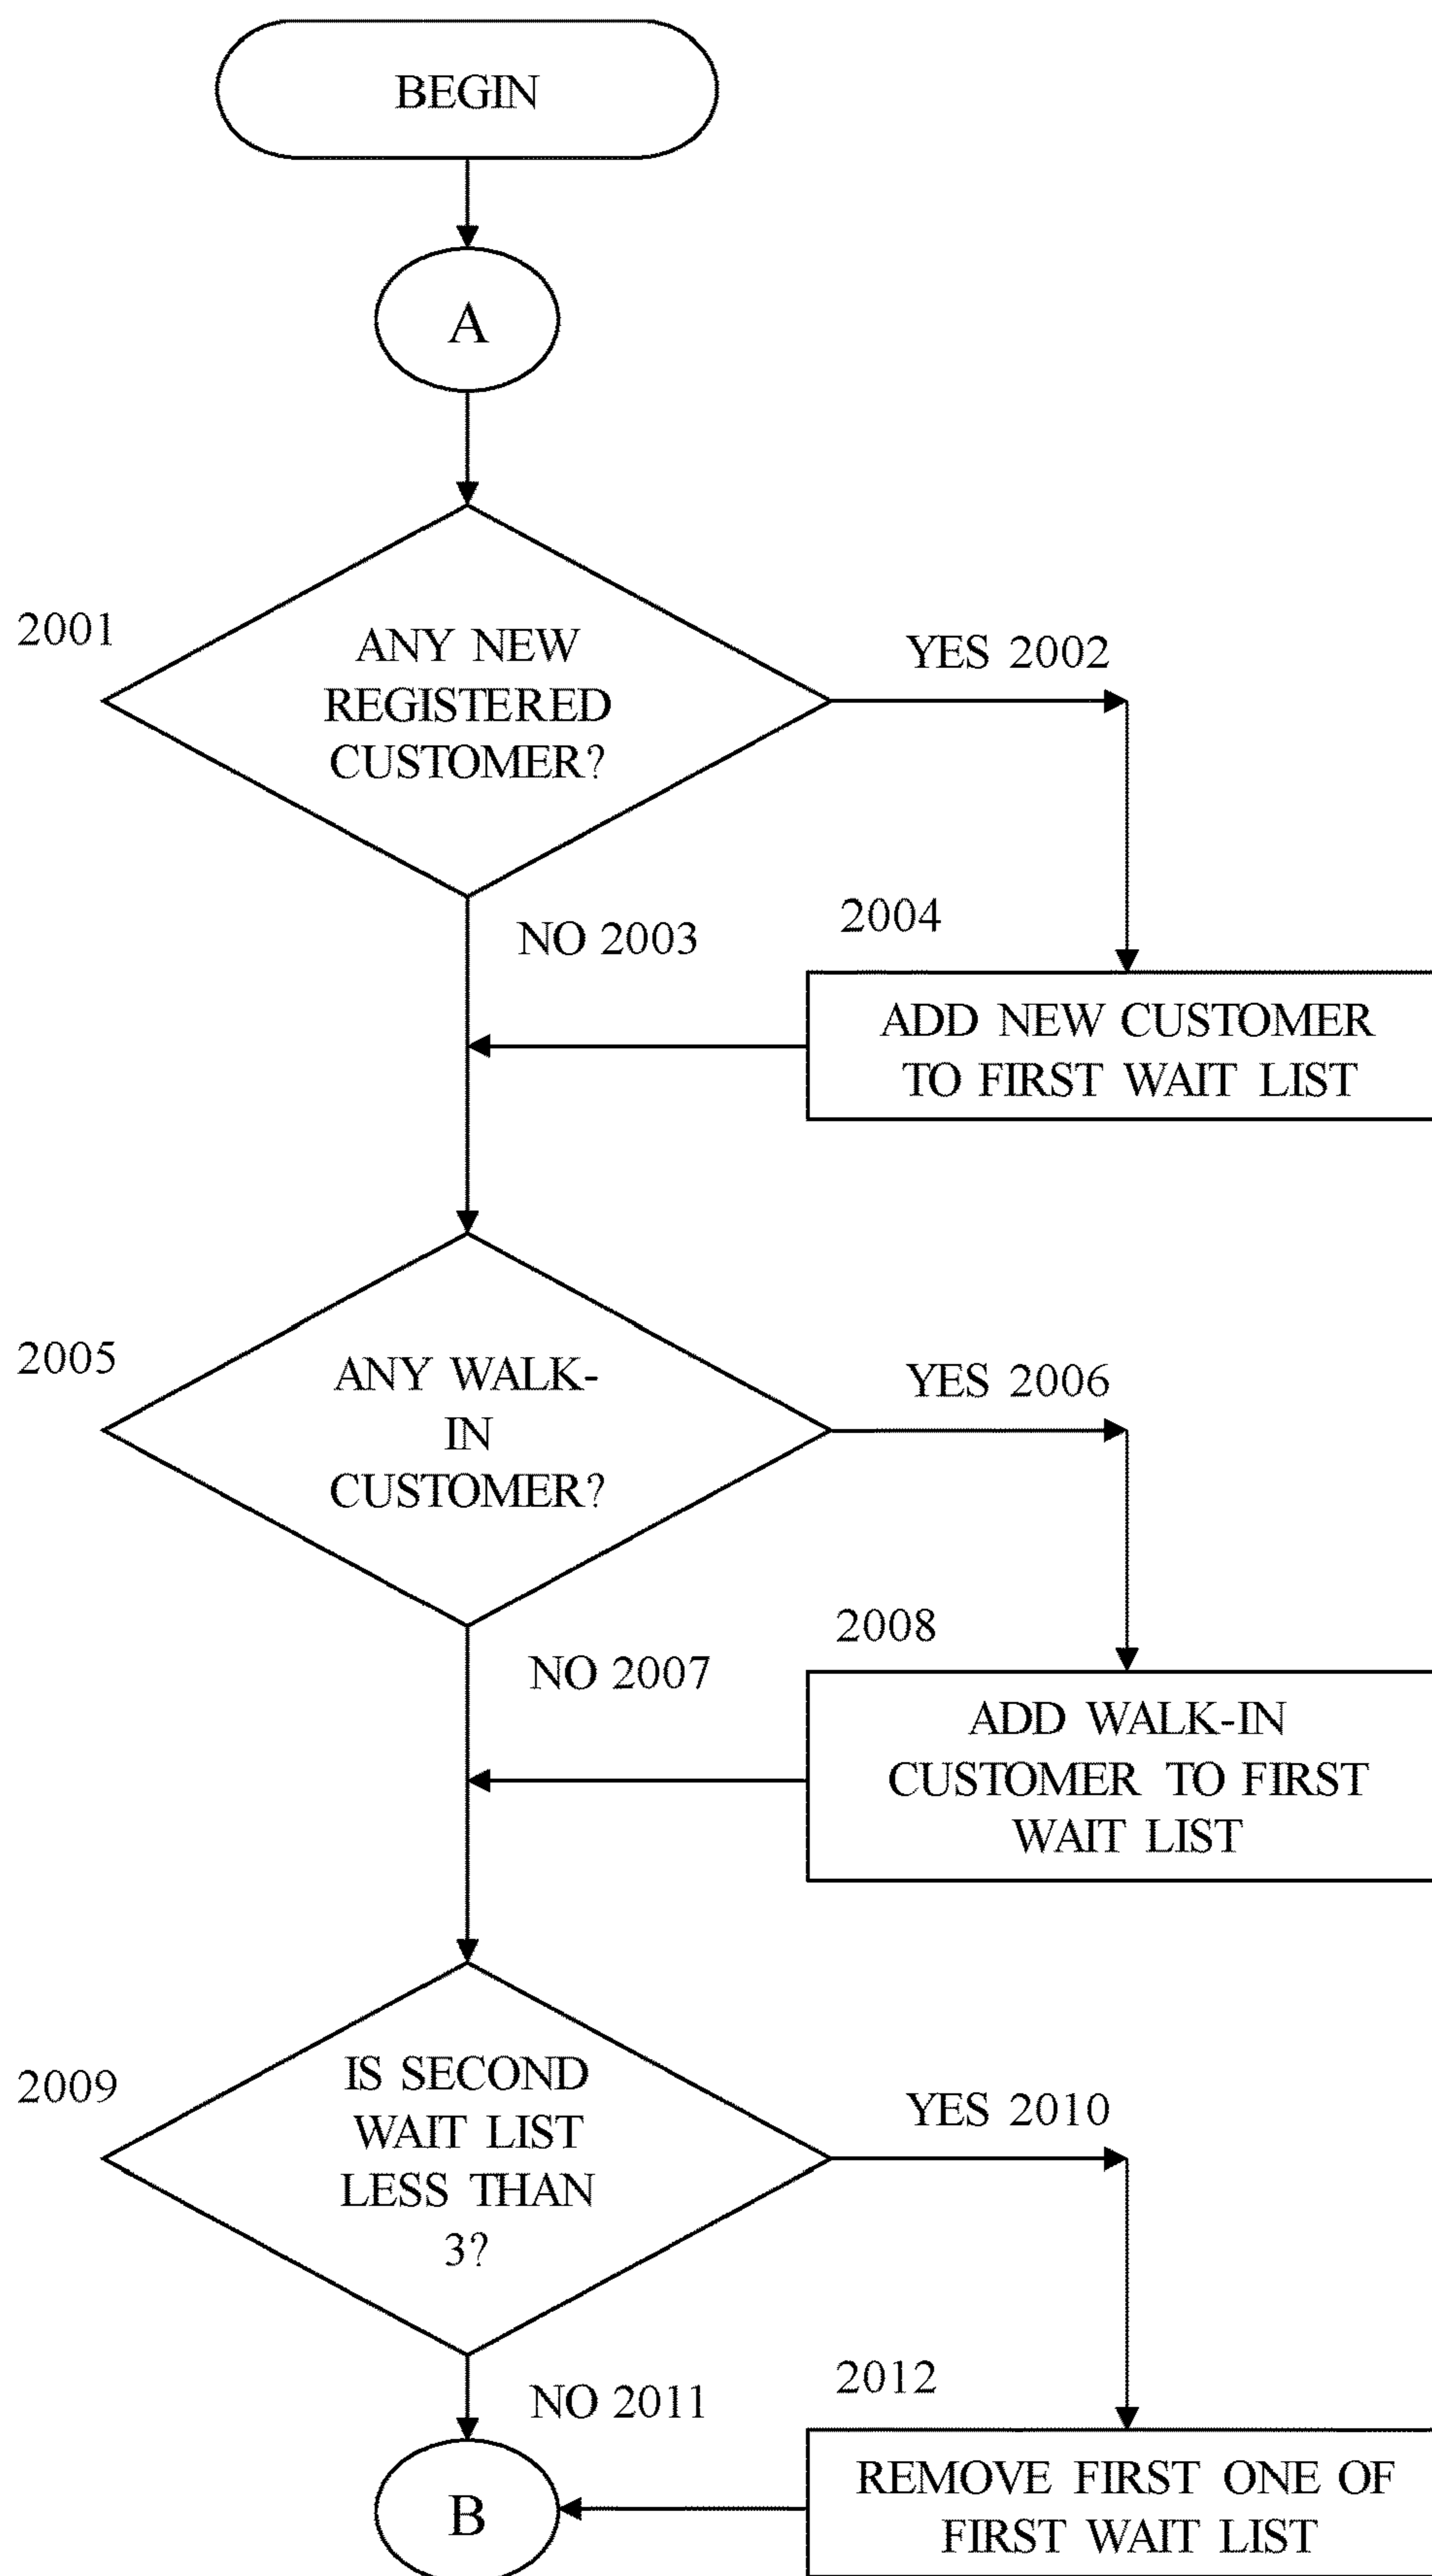 BEGIN
A
2001
ANY NEW
REGISTERED
CUSTOMER?
YES 2002
NO 2003
2004
ADD NEW CUSTOMER
TO FIRST WAIT LIST
2005
ANY WALK-
IN
CUSTOMER?
YES 2006
NO 2007
2008
ADD WALK-IN
CUSTOMER TO FIRST
WAIT LIST
2009
IS SECOND
WAIT LIST
LESS THAN
3?
YES 2010
NO 2011
2012
REMOVE FIRST ONE OF
FIRST WAIT LIST
B